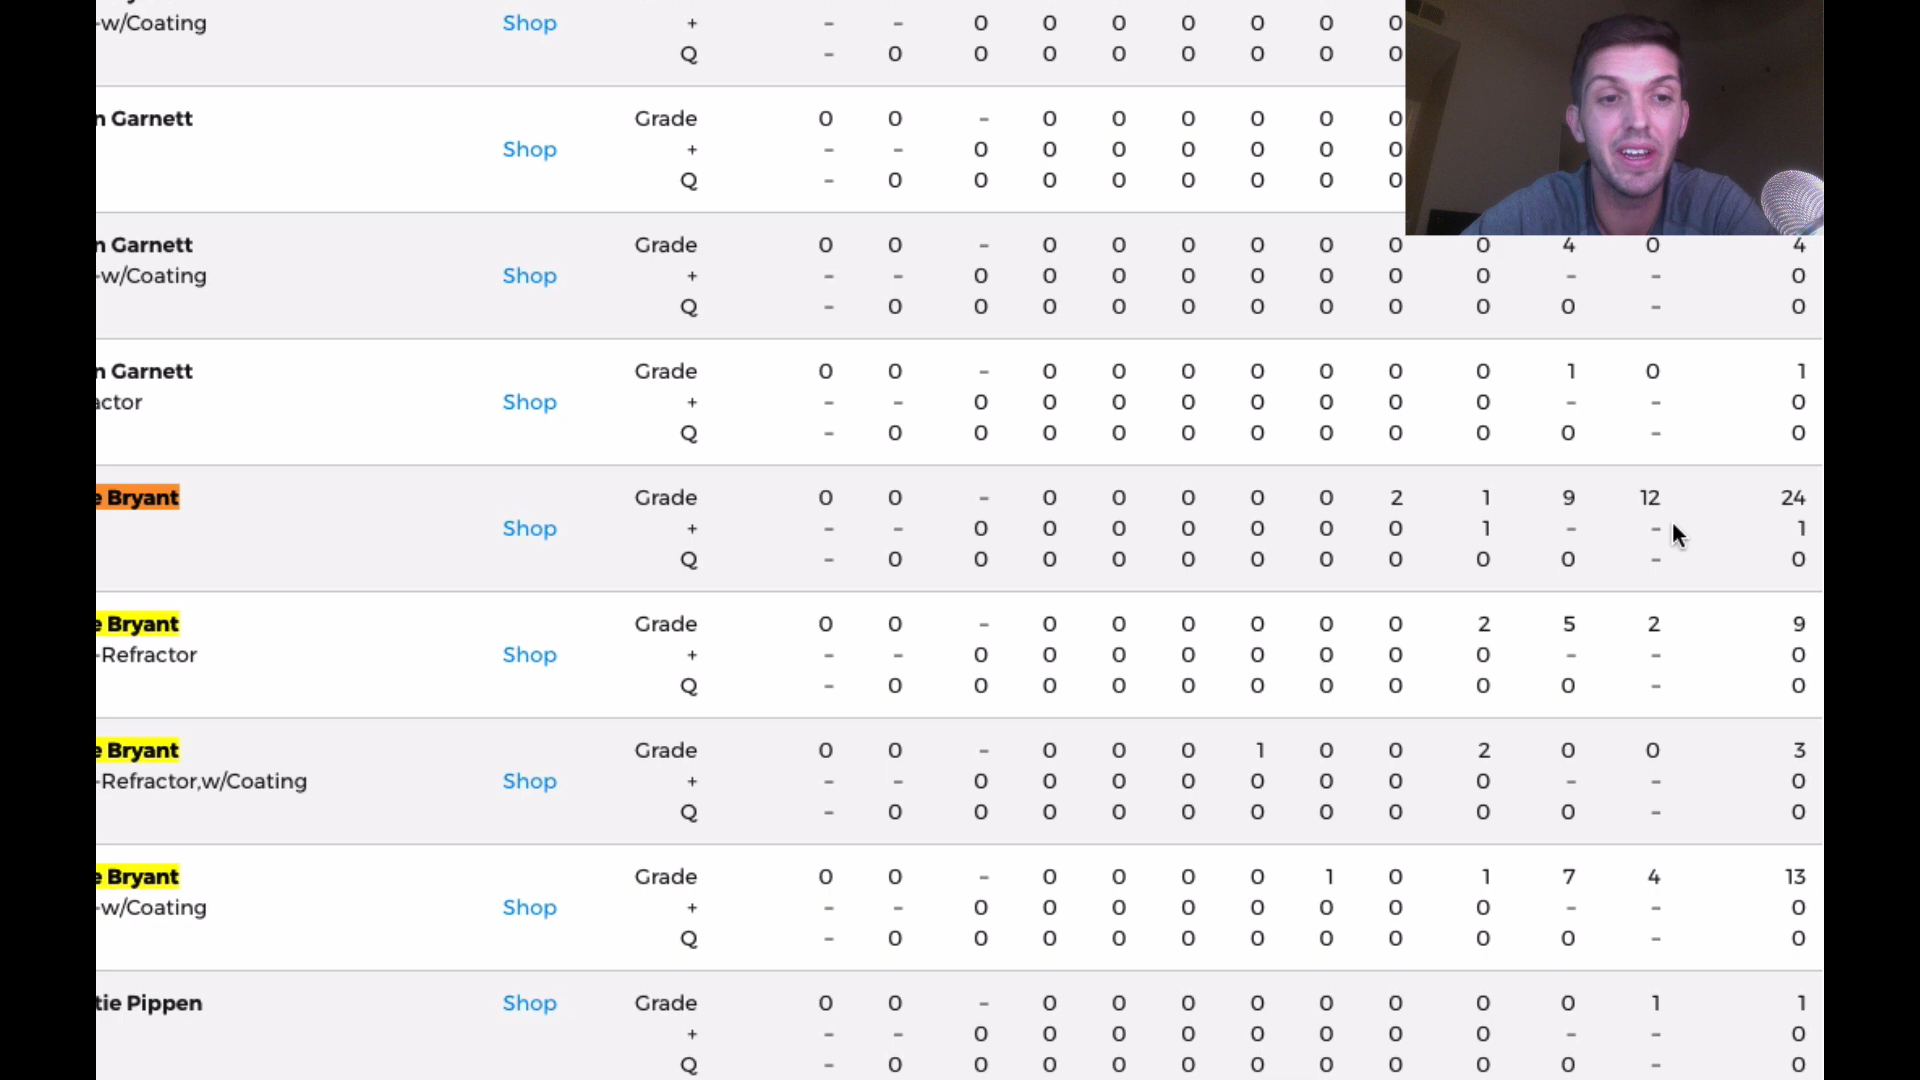 -w/Coating Shop + - - 0 0 0 0 0 0 0
Q - 0 0 0 0 0 0 0 0
n Garnett Grade 0 0 - 0 0 0 0 0 0
Shop + - - 0 0 0 0 0 0 0
Q - 0 0 0 0 0 0 0 0
n Garnett Grade 0 0 - 0 0 0 0 0 0 0 4 0 4
-w/Coating Shop + - - 0 0 0 0 0 0 0 0 - - 0
Q - 0 0 0 0 0 0 0 0 0 0 - 0
n Garnett Grade 0 0 - 0 0 0 0 0 0 0 1 0 1
actor Shop + - - 0 0 0 0 0 0 0 0 - - 0
Q - 0 0 0 0 0 0 0 0 0 0 - 0
e Bryant Grade 0 0 - 0 0 0 0 0 2 1 9 12 24
Shop + - - 0 0 0 0 0 0 0 1 - - 1
Q - 0 0 0 0 0 0 0 0 0 0 - 0
e Bryant Grade 0 0 - 0 0 0 0 0 0 2 5 2 9
-Refractor Shop + - - 0 0 0 0 0 0 0 0 - - 0
Q - 0 0 0 0 0 0 0 0 0 0 - 0
e Bryant Grade 0 0 - 0 0 0 1 0 0 2 0 0 3
-Refractor,w/Coating Shop + - - 0 0 0 0 0 0 0 0 - - 0
Q - 0 0 0 0 0 0 0 0 0 0 - 0
e Bryant Grade 0 0 - 0 0 0 0 1 0 1 7 4 13
-w/Coating Shop + - - 0 0 0 0 0 0 0 0 - - 0
Q - 0 0 0 0 0 0 0 0 0 0 - 0
tie Pippen Shop Grade 0 0 - 0 0 0 0 0 0 0 0 1 1
+ - - 0 0 0 0 0 0 0 0 - - 0
Q - 0 0 0 0 0 0 0 0 0 0 - 0